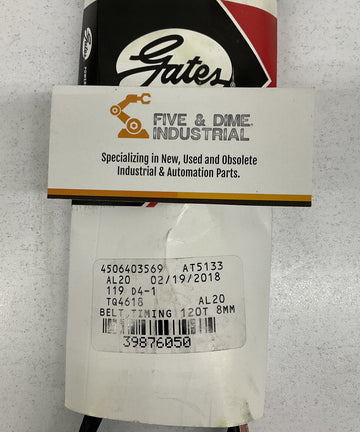 Gates
FIVE & DIME
INDUSTRIAL
Specializing in New, Used and Obsolete
Industrial & Automation Parts.
4506403569 AT5133
AL20 02/19/2018
119 D4-1
TQ4618 AL20
BELT,TIMING 120T 8MM
39876050